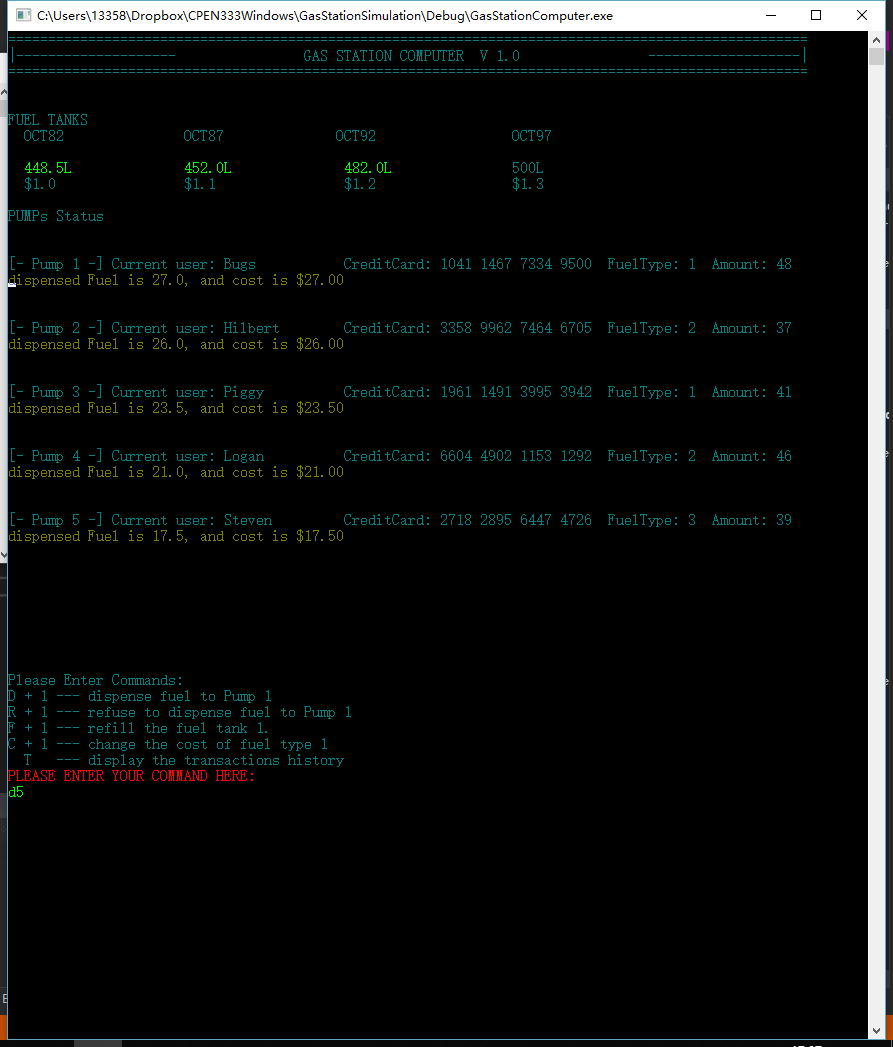 C:\Users\13358\Dropbox\CPEN333Windows\GasStationSimulation\Debug\GasStationComputer.exe
====================================================================================================
|-------------------- GAS STATION COMPUTER V 1.0 -------------------|
====================================================================================================
FUEL TANKS
OCT82 OCT87 OCT92 OCT97
448.5L 452.0L 482.0L 500L
$1.0 $1.1 $1.2 $1.3
PUMPs Status
[- Pump 1 -] Current user: Bugs CreditCard: 1041 1467 7334 9500 FuelType: 1 Amount: 48
dispensed Fuel is 27.0, and cost is $27.00
[- Pump 2 -] Current user: Hilbert CreditCard: 3358 9962 7464 6705 FuelType: 2 Amount: 37
dispensed Fuel is 26.0, and cost is $26.00
[- Pump 3 -] Current user: Piggy CreditCard: 1961 1491 3995 3942 FuelType: 1 Amount: 41
dispensed Fuel is 23.5, and cost is $23.50
[- Pump 4 -] Current user: Logan CreditCard: 6604 4902 1153 1292 FuelType: 2 Amount: 46
dispensed Fuel is 21.0, and cost is $21.00
[- Pump 5 -] Current user: Steven CreditCard: 2718 2895 6447 4726 FuelType: 3 Amount: 39
dispensed Fuel is 17.5, and cost is $17.50
Please Enter Commands:
D + 1 --- dispense fuel to Pump 1
R + 1 --- refuse to dispense fuel to Pump 1
F + 1 --- refill the fuel tank 1.
C + 1 --- change the cost of fuel type 1
T --- display the transactions history
PLEASE ENTER YOUR COMMAND HERE:
d5